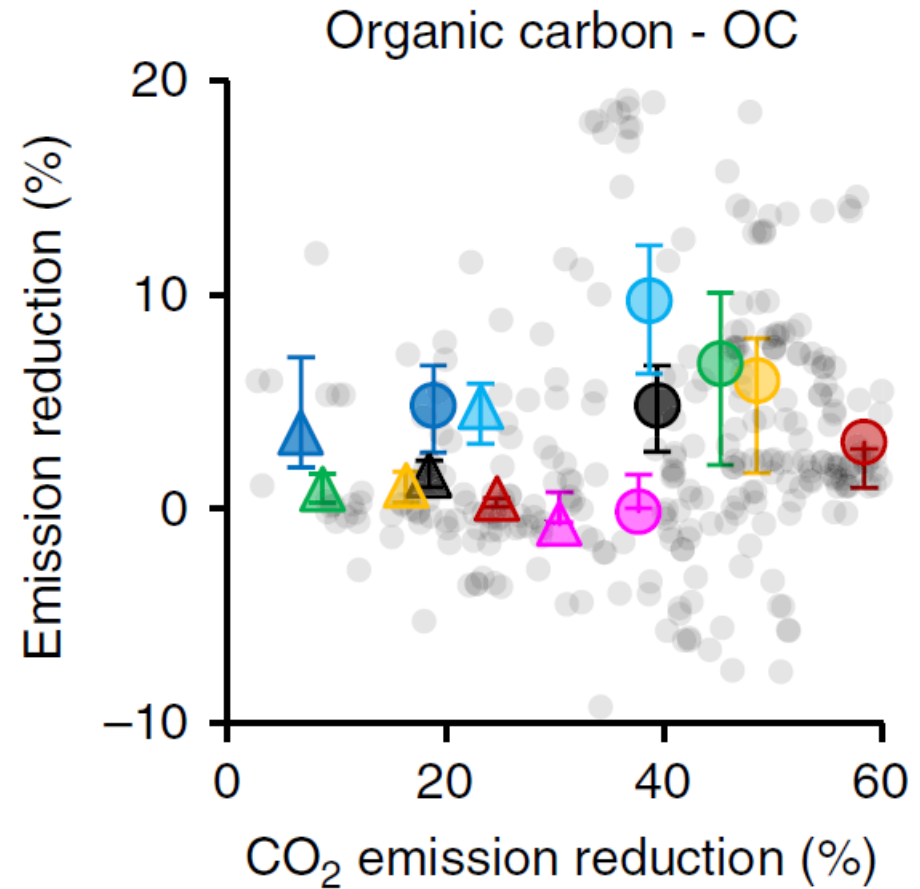 Organic carbon - OC
Emission reduction (%)
20
10
0
−10
0 20 40 60
CO₂ emission reduction (%)